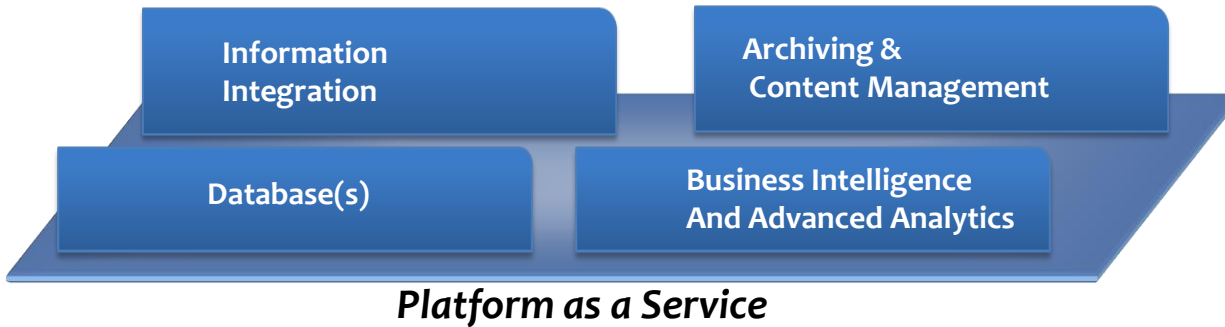 Information
Integration
Archiving &
Content Management
Database(s)
Business Intelligence
And Advanced Analytics
Platform as a Service